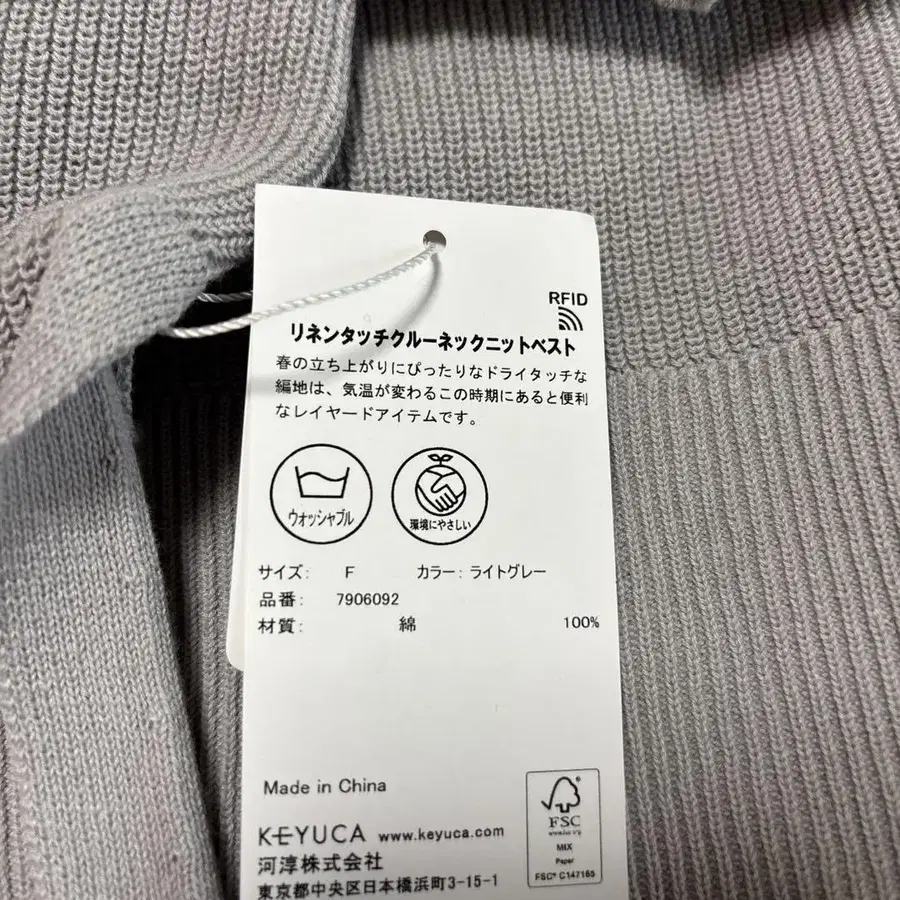 RFID
リネンタッチクルーネックニットベスト
春の立ち上がりにぴったりなドライタッチな
編地は、気温が変わるこの時期にあると便利
なレイヤードアイテムです。
ウォッシャブル
環境にやさしい
サイズ: F カラー: ライトグレー
品番: 7906092
材質: 綿 100%
Made in China
KEYUCA www.keyuca.com
河淳株式会社
東京都中央区日本橋浜町3-15-1
FSC
www.fsc.org
MIX
Paper
FSC® C147165